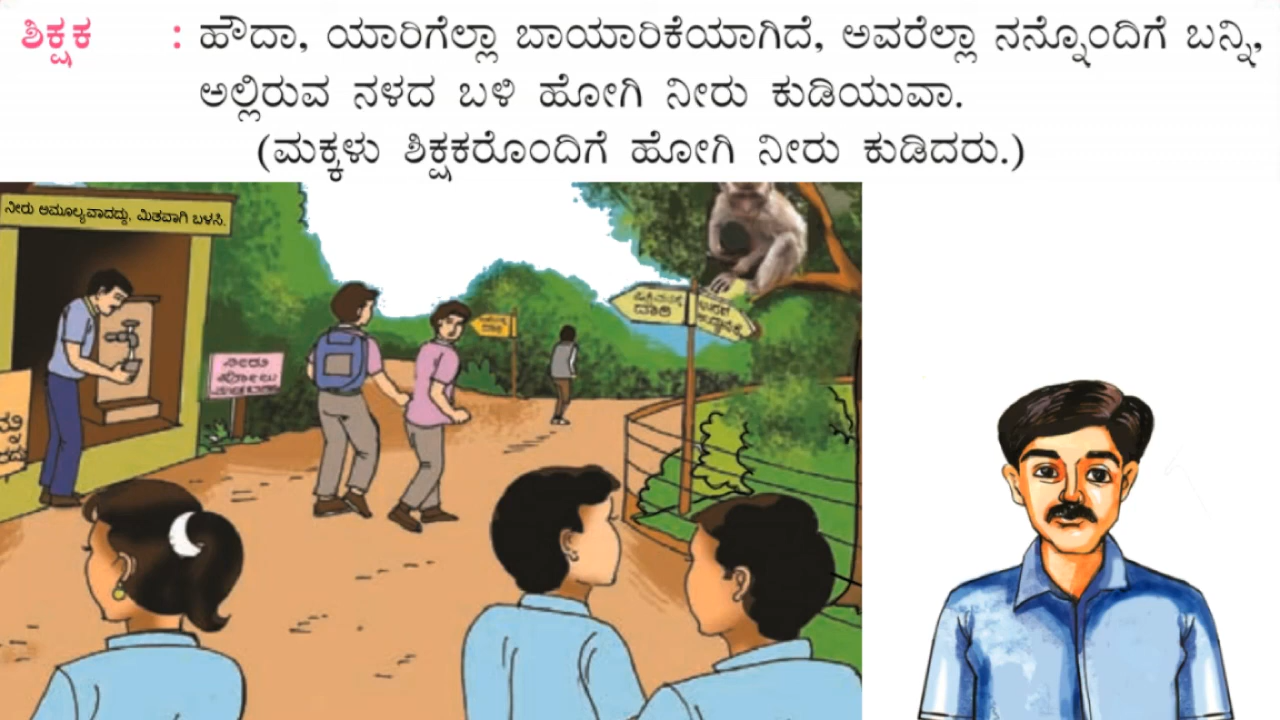 ಶಿಕ್ಷಕ : ಹೌದಾ, ಯಾರಿಗೆಲ್ಲಾ ಬಾಯಾರಿಕೆಯಾಗಿದೆ, ಅವರೆಲ್ಲಾ ನನ್ನೊಂದಿಗೆ ಬನ್ನಿ,
ಅಲ್ಲಿರುವ ನಳದ ಬಳಿ ಹೋಗಿ ನೀರು ಕುಡಿಯುವಾ.
(ಮಕ್ಕಳು ಶಿಕ್ಷಕರೊಂದಿಗೆ ಹೋಗಿ ನೀರು ಕುಡಿದರು.)
ನೀರು ಅಮೂಲ್ಯವಾದದ್ದು, ಮಿತವಾಗಿ ಬಳಸಿ.
ದಾರಿ
ದಾರಿ
ನೀರು
ಪೋಲು